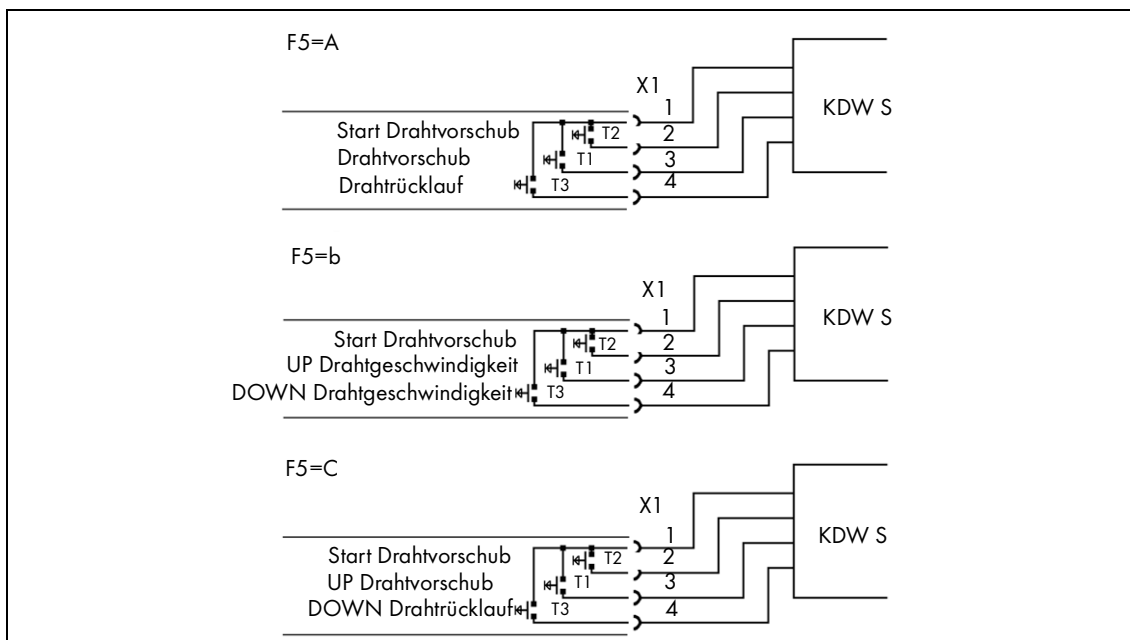 F5=A
X1
KDW S
1
Start Drahtvorschub T2 2
Drahtvorschub T1 3
Drahtrücklauf T3 4
F5=b
X1
KDW S
1
Start Drahtvorschub T2 2
UP Drahtgeschwindigkeit T1 3
DOWN Drahtgeschwindigkeit T3 4
F5=C
X1
KDW S
1
Start Drahtvorschub T2 2
UP Drahtvorschub T1 3
DOWN Drahtrücklauf T3 4